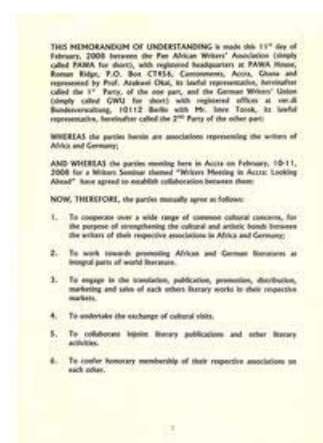 THIS MEMORANDUM OF UNDERSTANDING is made this 11th day of
February, 2008 between the Pan African Writers' Association (simply
called PAWA for short), with registered headquarters at PAWA House,
Roman Ridge, P.O. Box CT456, Cantonments, Accra, Ghana and
represented by Prof. Atukwei Okai, its lawful representative, hereinafter
called the 1st Party, of the one part, and the German Writers' Union
(simply called GWU for short) with registered offices at ver.di
Bundesverwaltung, 10112 Berlin with Mr. Imre Torok, its lawful
representative, hereinafter called the 2ND Party of the other part:
WHEREAS the parties herein are associations representing the writers of
Africa and Germany;
AND WHEREAS the parties meeting here in Accra on February, 10-11,
2008 for a Writers Seminar themed "Writers Meeting in Accra: Looking
Ahead" have agreed to establish collaboration between them:
NOW, THEREFORE, the parties mutually agree as follows:
1. To cooperate over a wide range of common cultural concerns, for
the purpose of strengthening the cultural and artistic bonds between
the writers of their respective associations in Africa and Germany;
2. To work towards promoting African and German literatures as
integral parts of world literature.
3. To engage in the translation, publication, promotion, distribution,
marketing and sales of each others literary works in their respective
markets.
4. To undertake the exchange of cultural visits.
5. To collaborate injoint literary publications and other literary
activities.
6. To confer honorary membership of their respective associations on
each other.